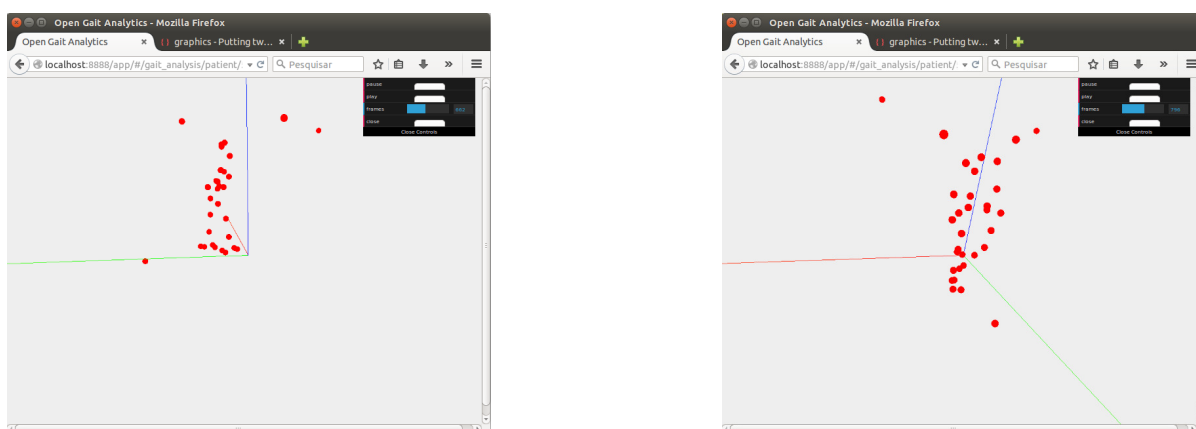 Open Gait Analytics - Mozilla Firefox
Open Gait Analytics × graphics - Putting tw... ×
localhost:8888/app/#/gait_analysis/patient/ Pesquisar
pause
play
frames
close
Close Controls
Open Gait Analytics - Mozilla Firefox
Open Gait Analytics × graphics - Putting tw... ×
localhost:8888/app/#/gait_analysis/patient/ Pesquisar
pause
play
frames
close
Close Controls